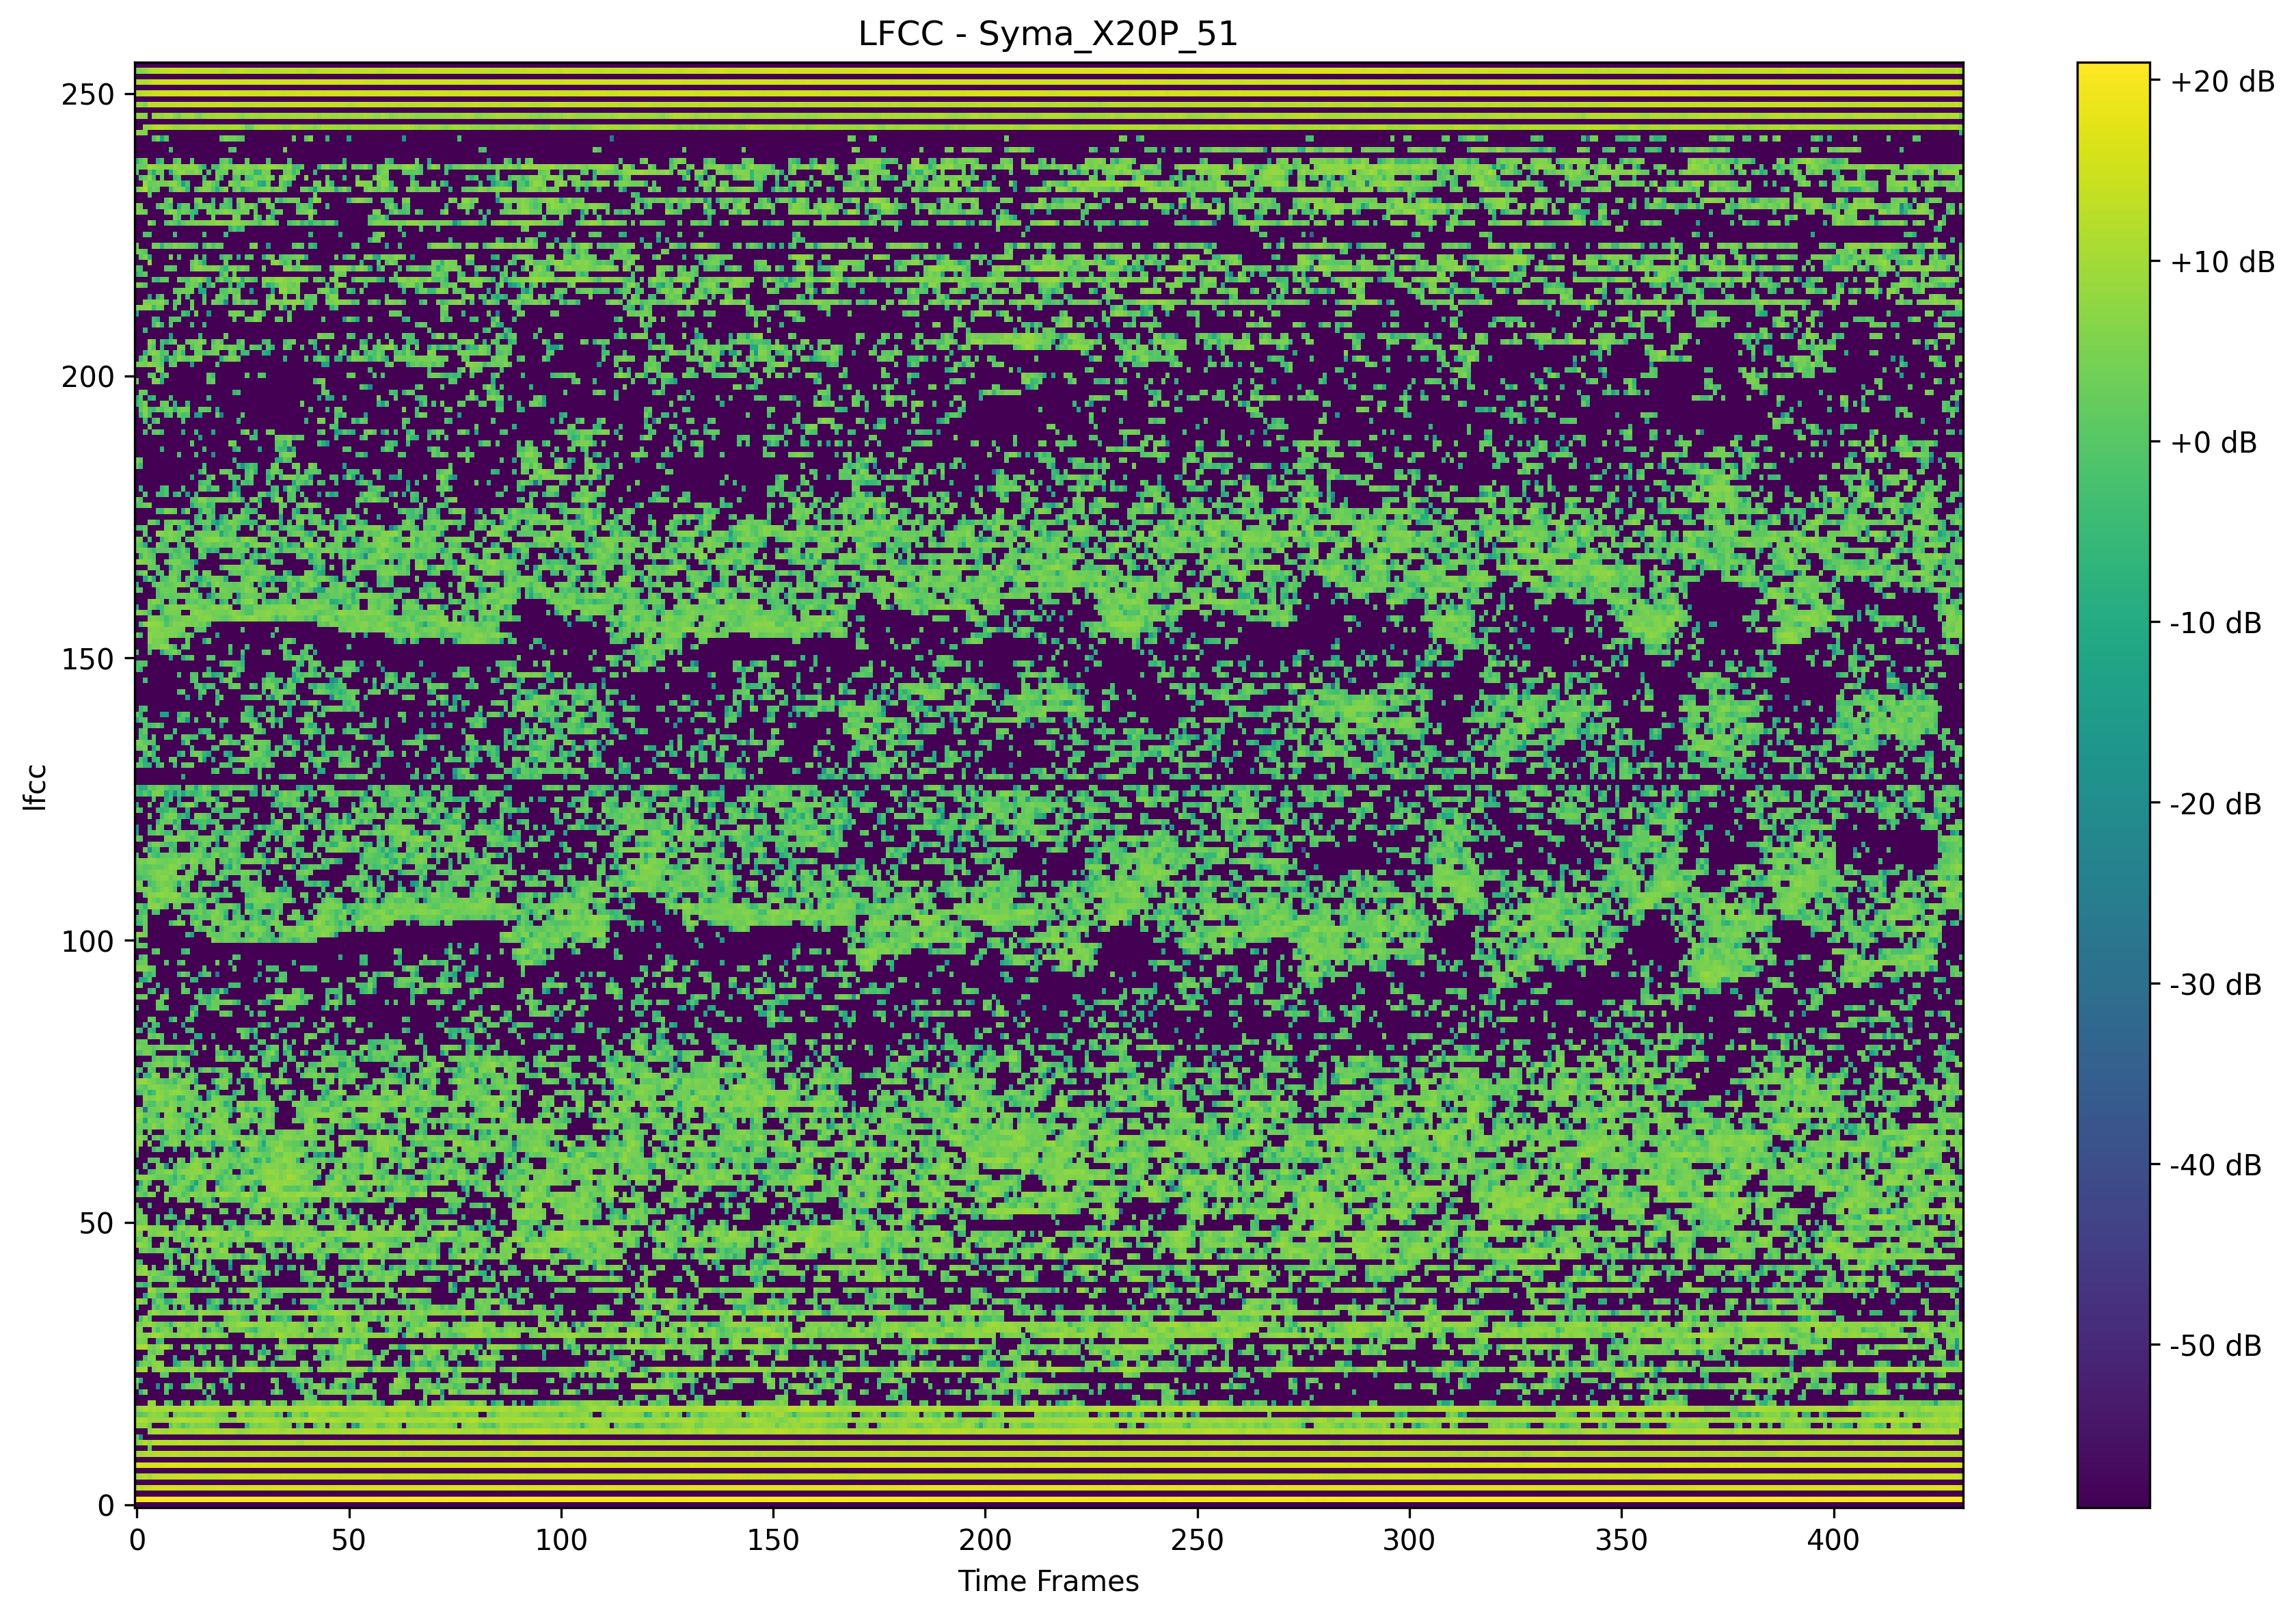 LFCC - Syma_X20P_51
lfcc
250
200
150
100
50
0
0 50 100 150 200 250 300 350 400
Time Frames
+20 dB
+10 dB
+0 dB
-10 dB
-20 dB
-30 dB
-40 dB
-50 dB